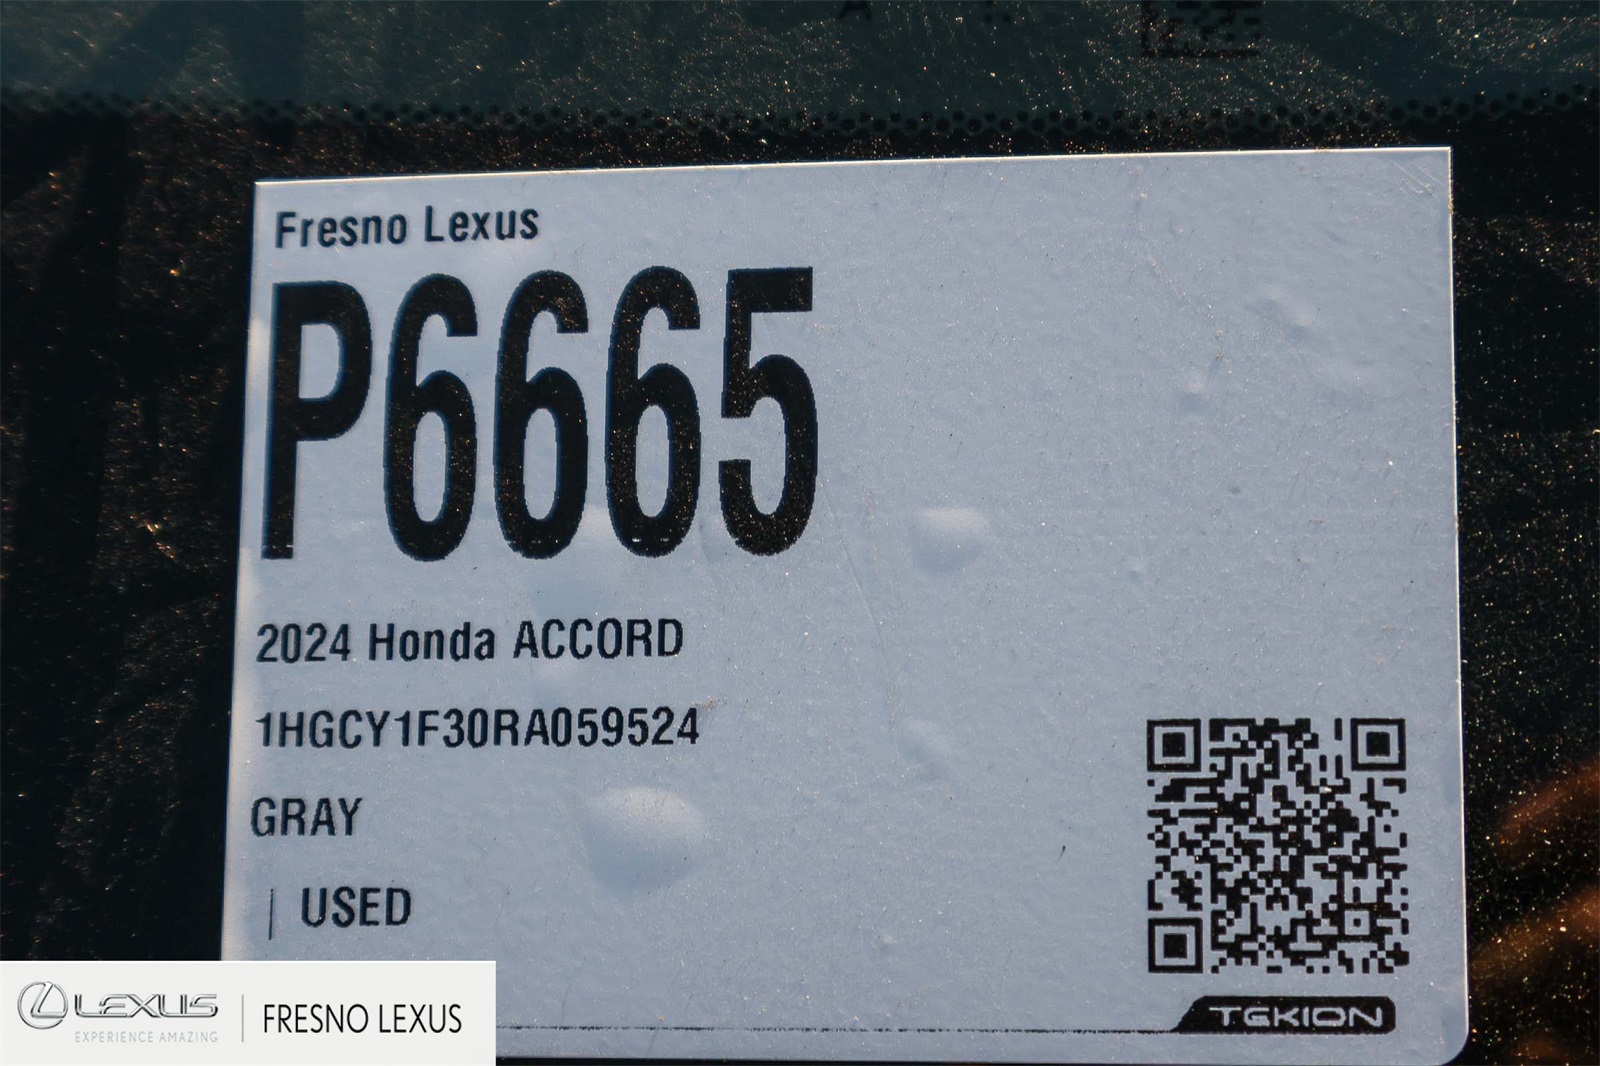 Fresno Lexus
P6665
2024 Honda ACCORD
1HGCY1F30RA059524
GRAY
| USED
TEKION
LEXUS
EXPERIENCE AMAZING
FRESNO LEXUS